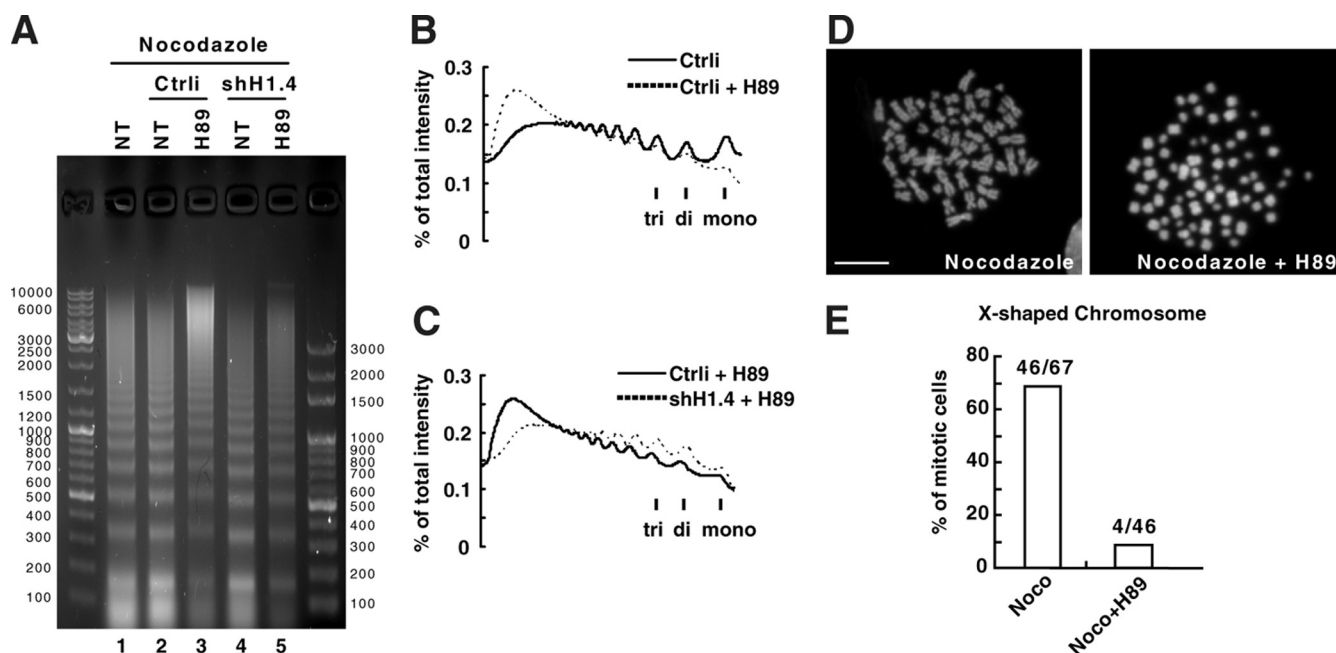 A
Nocodazole
Ctrli shH1.4
NT NT H89 NT H89
10000
6000
3000
2500
2000
1500
1200
1000
900
800
700
600
500
400
300
200
100
3000
2000
1500
1000
900
800
700
600
500
400
300
200
100
1 2 3 4 5
B
Ctrli
Ctrli + H89
% of total intensity
0.3
0.2
0.1
0
tri di mono
C
Ctrli + H89
shH1.4 + H89
% of total intensity
0.3
0.2
0.1
0
tri di mono
D
Nocodazole
Nocodazole + H89
E
X-shaped Chromosome
% of mitotic cells
80
60
40
20
0
46/67
4/46
Noco
Noco+H89